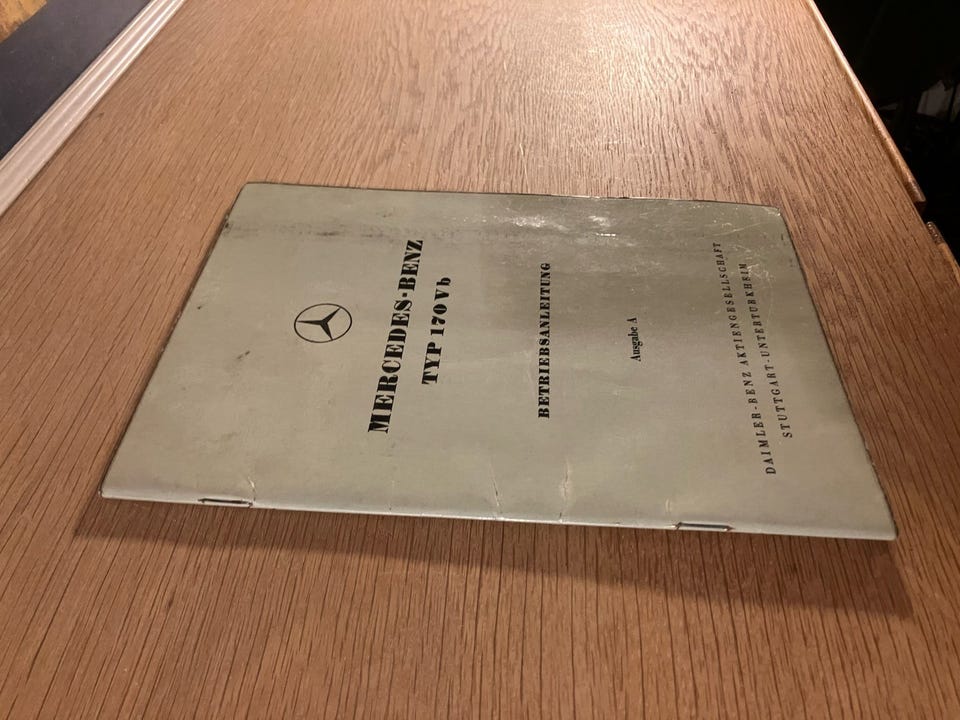 MERCEDES-BENZ
TYP 170 Vb
BETRIEBSANLEITUNG
Ausgabe A
DAIMLER-BENZ AKTIENGESELLSCHAFT
STUTTGART-UNTERTÜRKHEIM